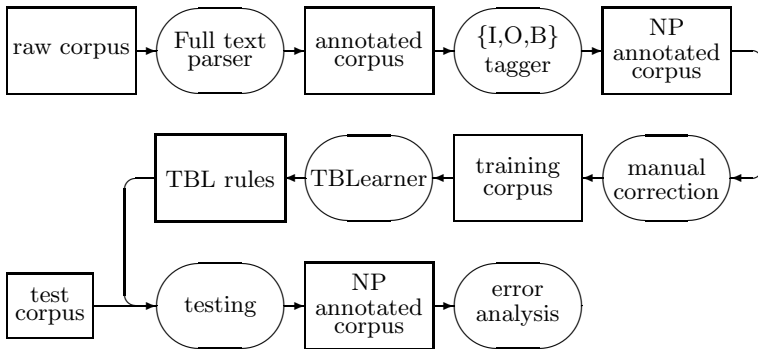 raw corpus
Full text
parser
annotated
corpus
{I,O,B}
tagger
NP
annotated
corpus
TBL rules
TBLearner
training
corpus
manual
correction
test
corpus
testing
NP
annotated
corpus
error
analysis